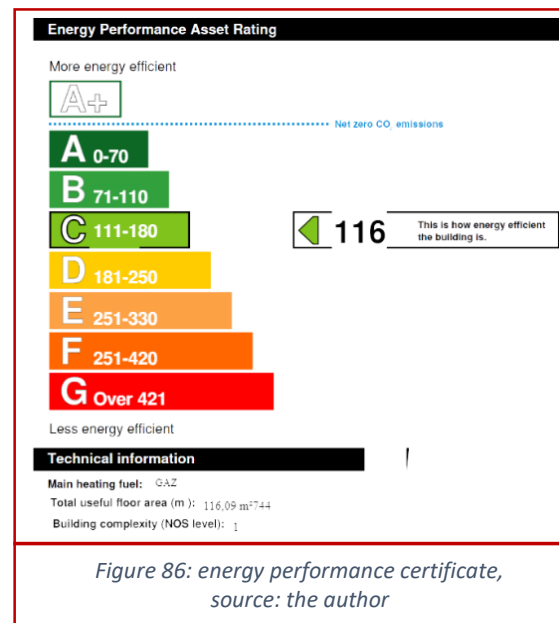 Energy Performance Asset Rating
More energy efficient
A+
Net zero CO emissions
A 0-70
B 71-110
C 111-180
116
This is how energy efficient
the building is.
D 181-250
E 251-330
F 251-420
G Over 421
Less energy efficient
Technical information
Main heating fuel: GAZ
Total useful floor area (m ): 116,09 m²744
Building complexity (NOS level): 1
Figure 86: energy performance certificate,
source: the author